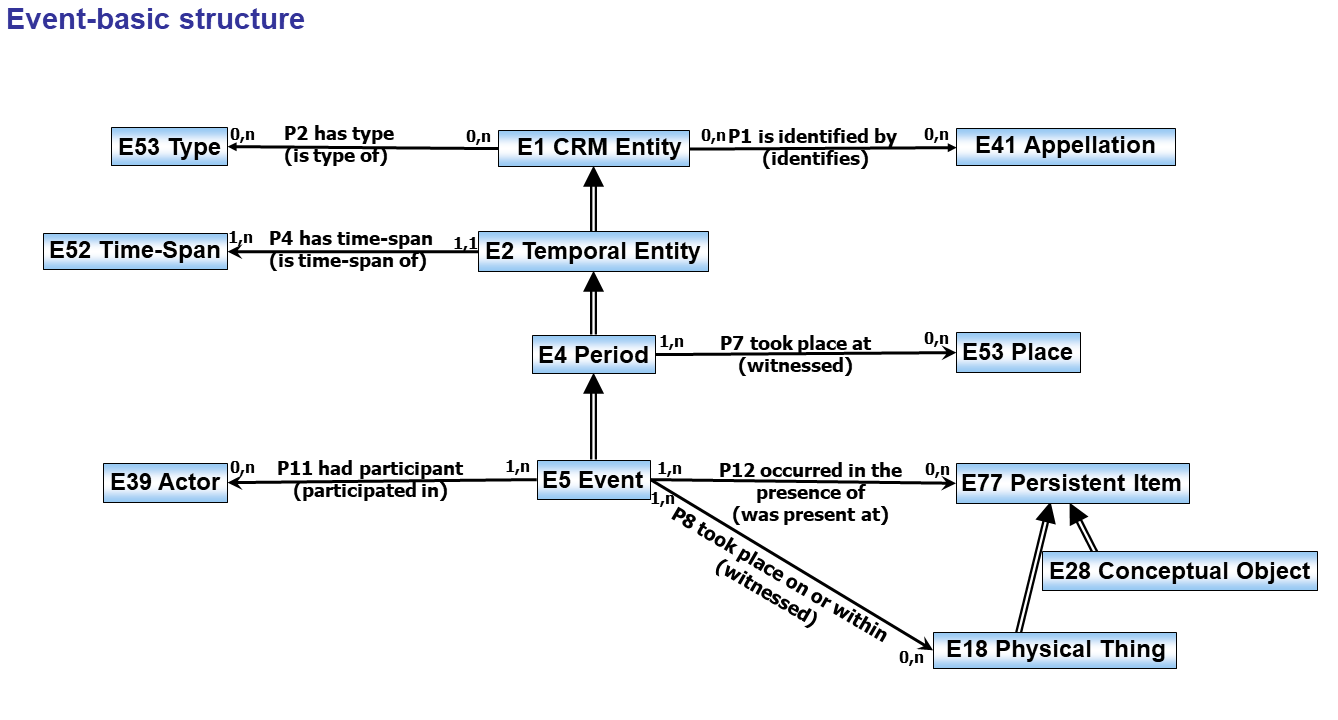 Event-basic structure
E53 Type
0,n
P2 has type
(is type of)
0,n
E1 CRM Entity
0,n
P1 is identified by
(identifies)
0,n
E41 Appellation
E52 Time-Span
1,n
P4 has time-span
(is time-span of)
1,1
E2 Temporal Entity
E4 Period
1,n
P7 took place at
(witnessed)
0,n
E53 Place
E39 Actor
0,n
P11 had participant
(participated in)
1,n
E5 Event
1,n
P12 occurred in the
presence of
(was present at)
0,n
E77 Persistent Item
1,n
P8 took place on or within
(witnessed)
0,n
E28 Conceptual Object
E18 Physical Thing